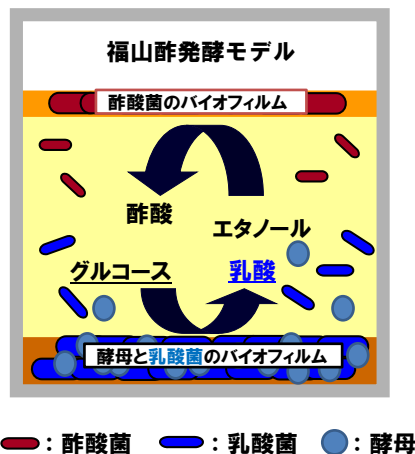 福山酢発酵モデル
酢酸菌のバイオフィルム
酢酸
エタノール
グルコース
乳酸
酵母と乳酸菌のバイオフィルム
：酢酸菌 ：乳酸菌 ：酵母